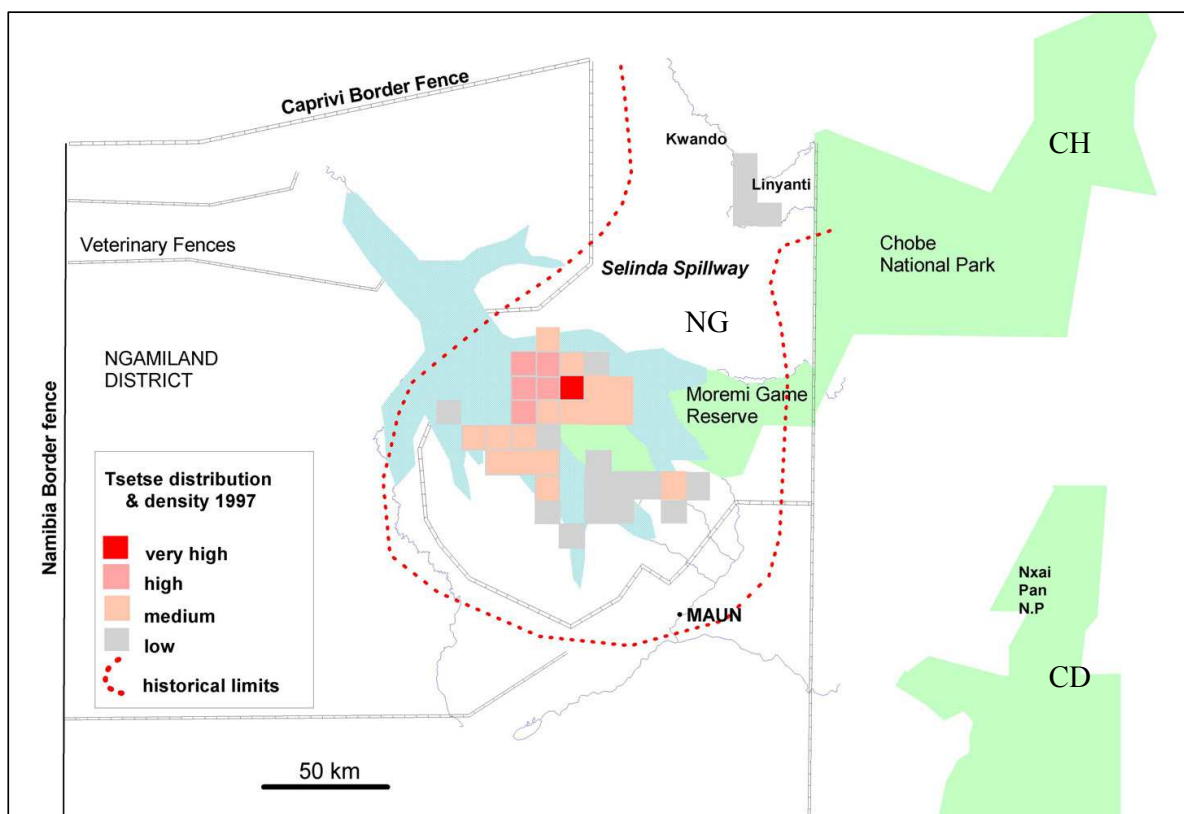 Caprivi Border Fence
CH
Kwando
Linyanti
Veterinary Fences
Chobe
National Park
Selinda Spillway
NG
NGAMILAND
DISTRICT
Moremi Game
Reserve
Namibia Border fence
Tsetse distribution
& density 1997
very high
high
medium
low
historical limits
Nxai
Pan
N.P
MAUN
CD
50 km